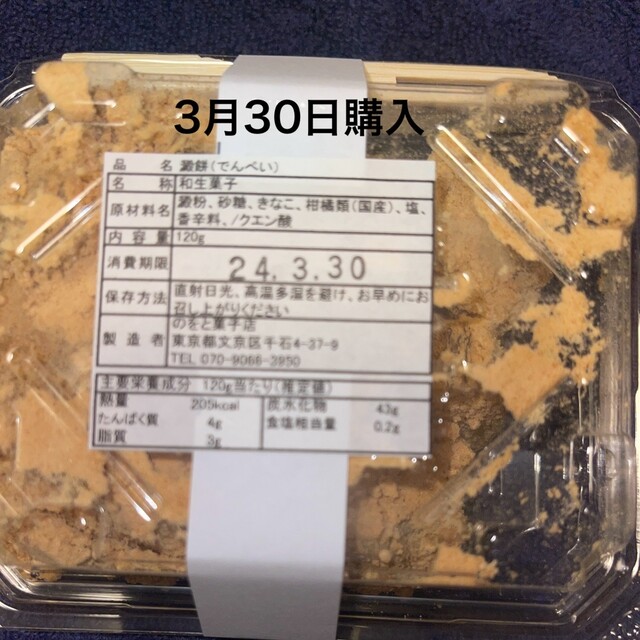 3月30日購入
品名 澱餅(でんぺい)
名称 和生菓子
原材料名 澱粉、砂糖、きなこ、柑橘類(国産)、塩、
香辛料、/クエン酸
内容量 120g
消費期限 24.3.30
保存方法 直射日光、高温多湿を避け、お早めにお
召し上がりください
製造者 のをと菓子店
東京都文京区千石4-37-9
TEL 070-9066-3950
主要栄養成分 120g当たり(推定値)
熱量 205kcal 炭水化物 43g
たんぱく質 4g 食塩相当量 0.2g
脂質 3g